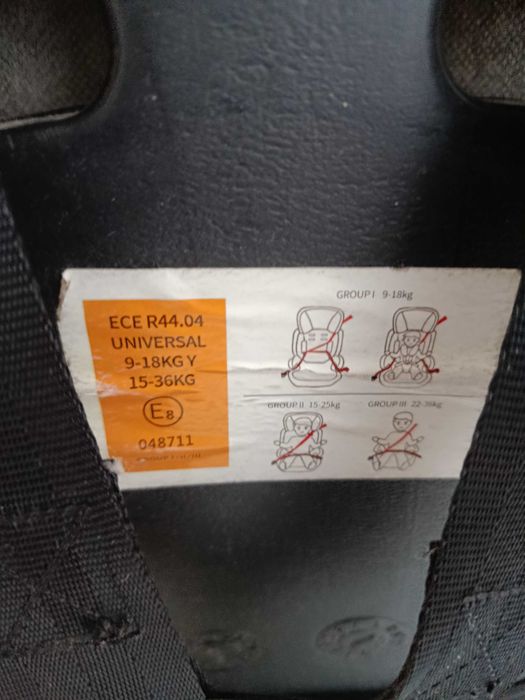 ECE R44.04
UNIVERSAL
9-18KG Y
15-36KG
E8
048711
GROUP I 9-18kg
GROUP II 15-25kg
GROUP III 22-36kg